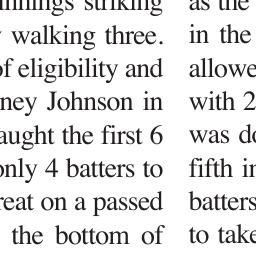 innings striking
walking three.
of eligibility and
ney Johnson in
aught the first 6
only 4 batters to
reat on a passed
the bottom of
as the
in the
allowe
with 2
was do
fifth in
batters
to take